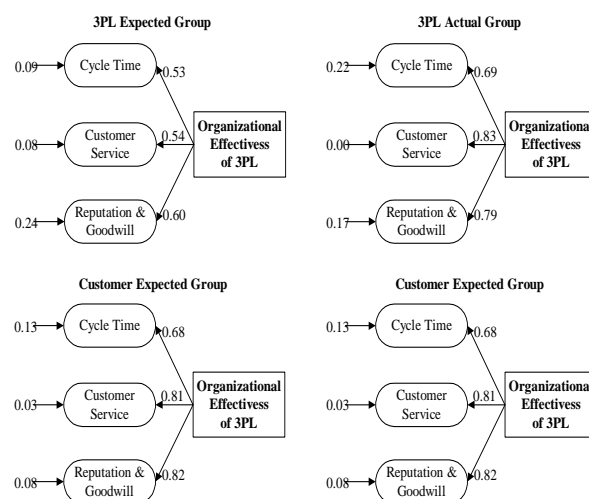 3PL Expected Group
0.09
Cycle Time
0.53
0.08
Customer
Service
0.54
Organizational
Effectivess
of 3PL
0.24
Reputation &
Goodwill
0.60
3PL Actual Group
0.22
Cycle Time
0.69
0.00
Customer
Service
0.83
Organizational
Effectivess
of 3PL
0.17
Reputation &
Goodwill
0.79
Customer Expected Group
0.13
Cycle Time
0.68
0.03
Customer
Service
0.81
Organizational
Effectivess
of 3PL
0.08
Reputation &
Goodwill
0.82
Customer Expected Group
0.13
Cycle Time
0.68
0.03
Customer
Service
0.81
Organizational
Effectivess
of 3PL
0.08
Reputation &
Goodwill
0.82